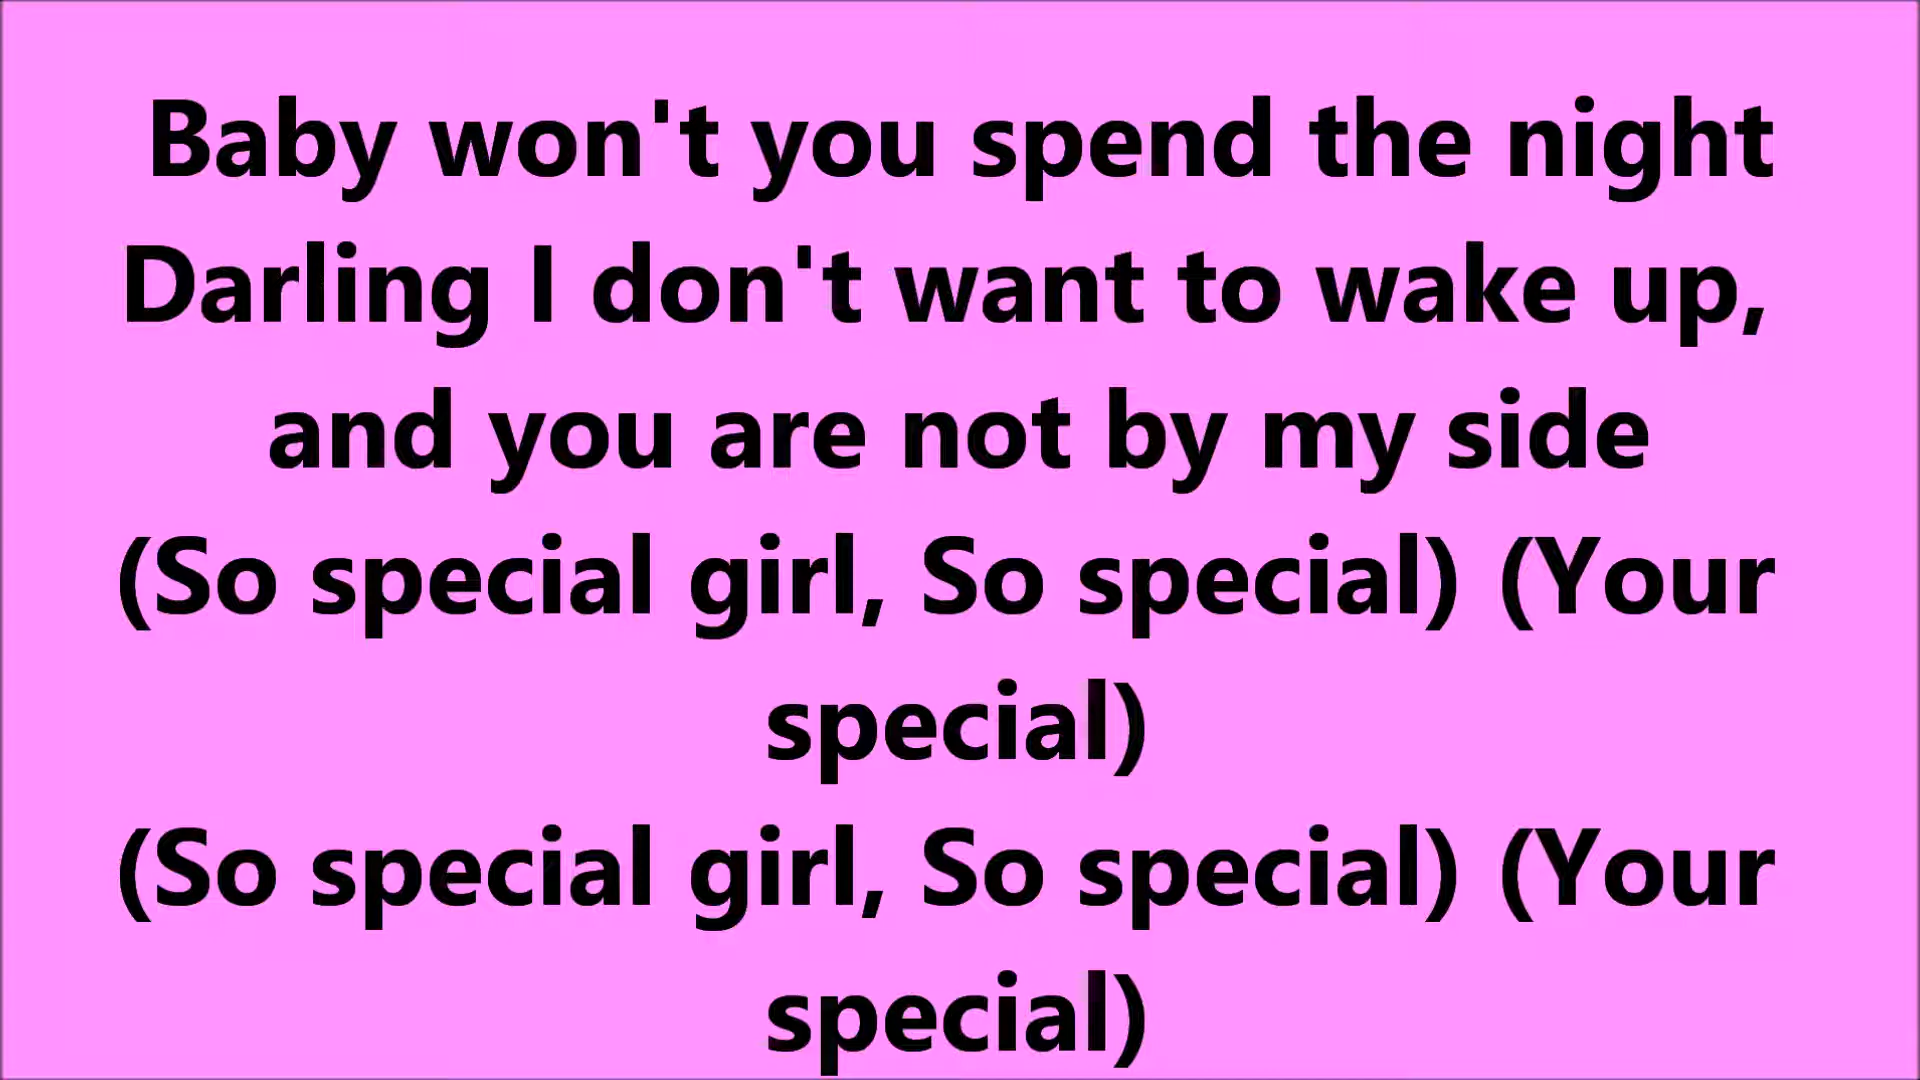 Baby won't you spend the night
Darling I don't want to wake up,
and you are not by my side
(So special girl, So special) (Your
special)
(So special girl, So special) (Your
special)